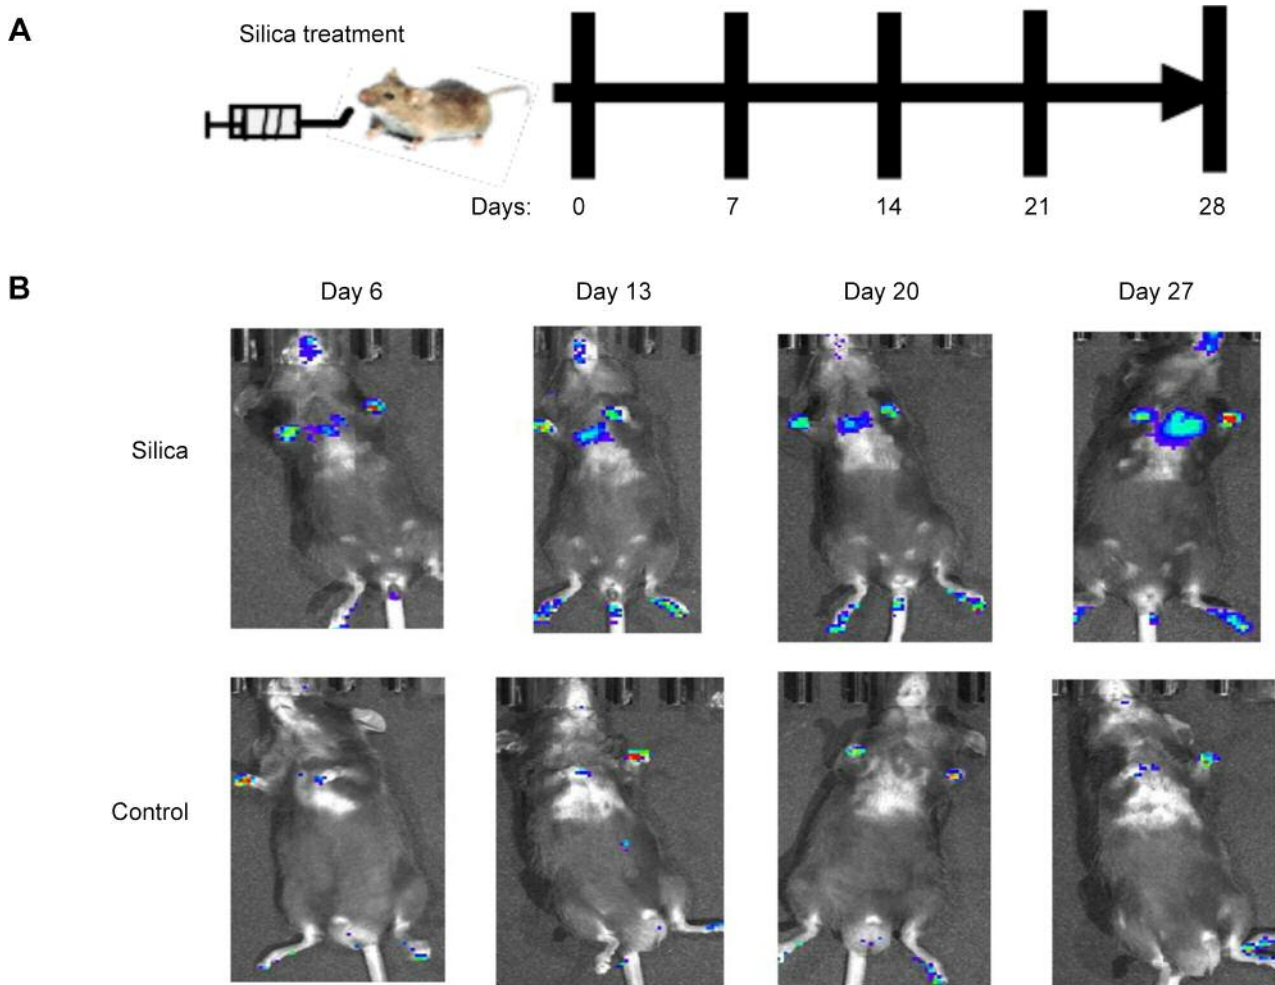 A
Silica treatment
Days: 0 7 14 21 28
B
Day 6 Day 13 Day 20 Day 27
Silica
Control